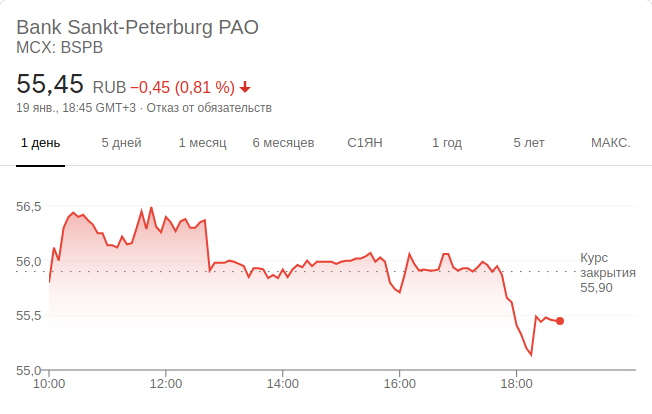 Bank Sankt-Peterburg PAO
MCX: BSPB
55,45 RUB −0,45 (0,81 %)
19 янв., 18:45 GMT+3 · Отказ от обязательств
1 день 5 дней 1 месяц 6 месяцев С1ЯН 1 год 5 лет МАКС.
56,5
56,0
55,5
55,0
Курс
закрытия
55,90
10:00 12:00 14:00 16:00 18:00